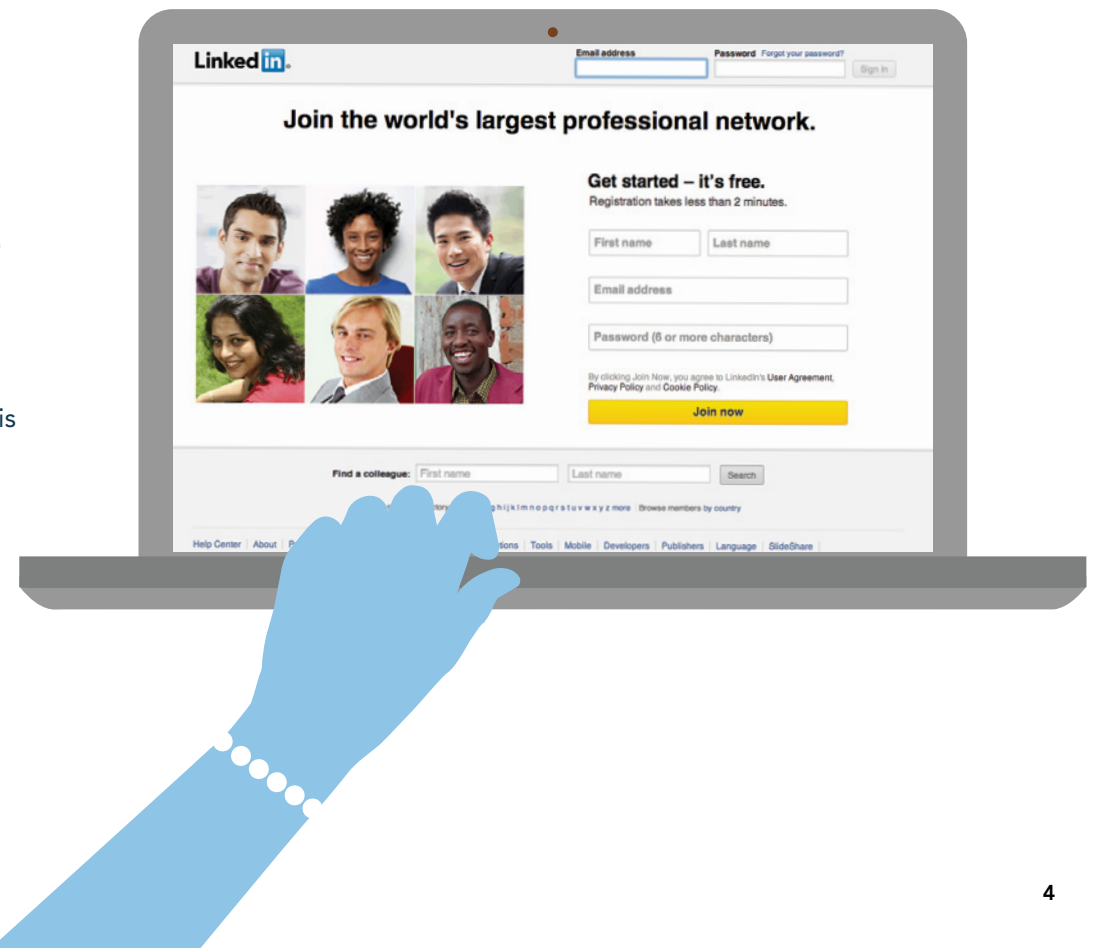 Linked in.
Email address
Password Forgot your password?
Sign In
Join the world's largest professional network.
Get started – it's free.
Registration takes less than 2 minutes.
First name
Last name
Email address
Password (6 or more characters)
By clicking Join Now, you agree to LinkedIn's User Agreement,
Privacy Policy and Cookie Policy.
Join now
is
Find a colleague: First name Last name Search
h i j k l m n o p q r s t u v w x y z more Browse members by country
Help Center | About | Tools | Mobile | Developers | Publishers | Language | SlideShare |
4